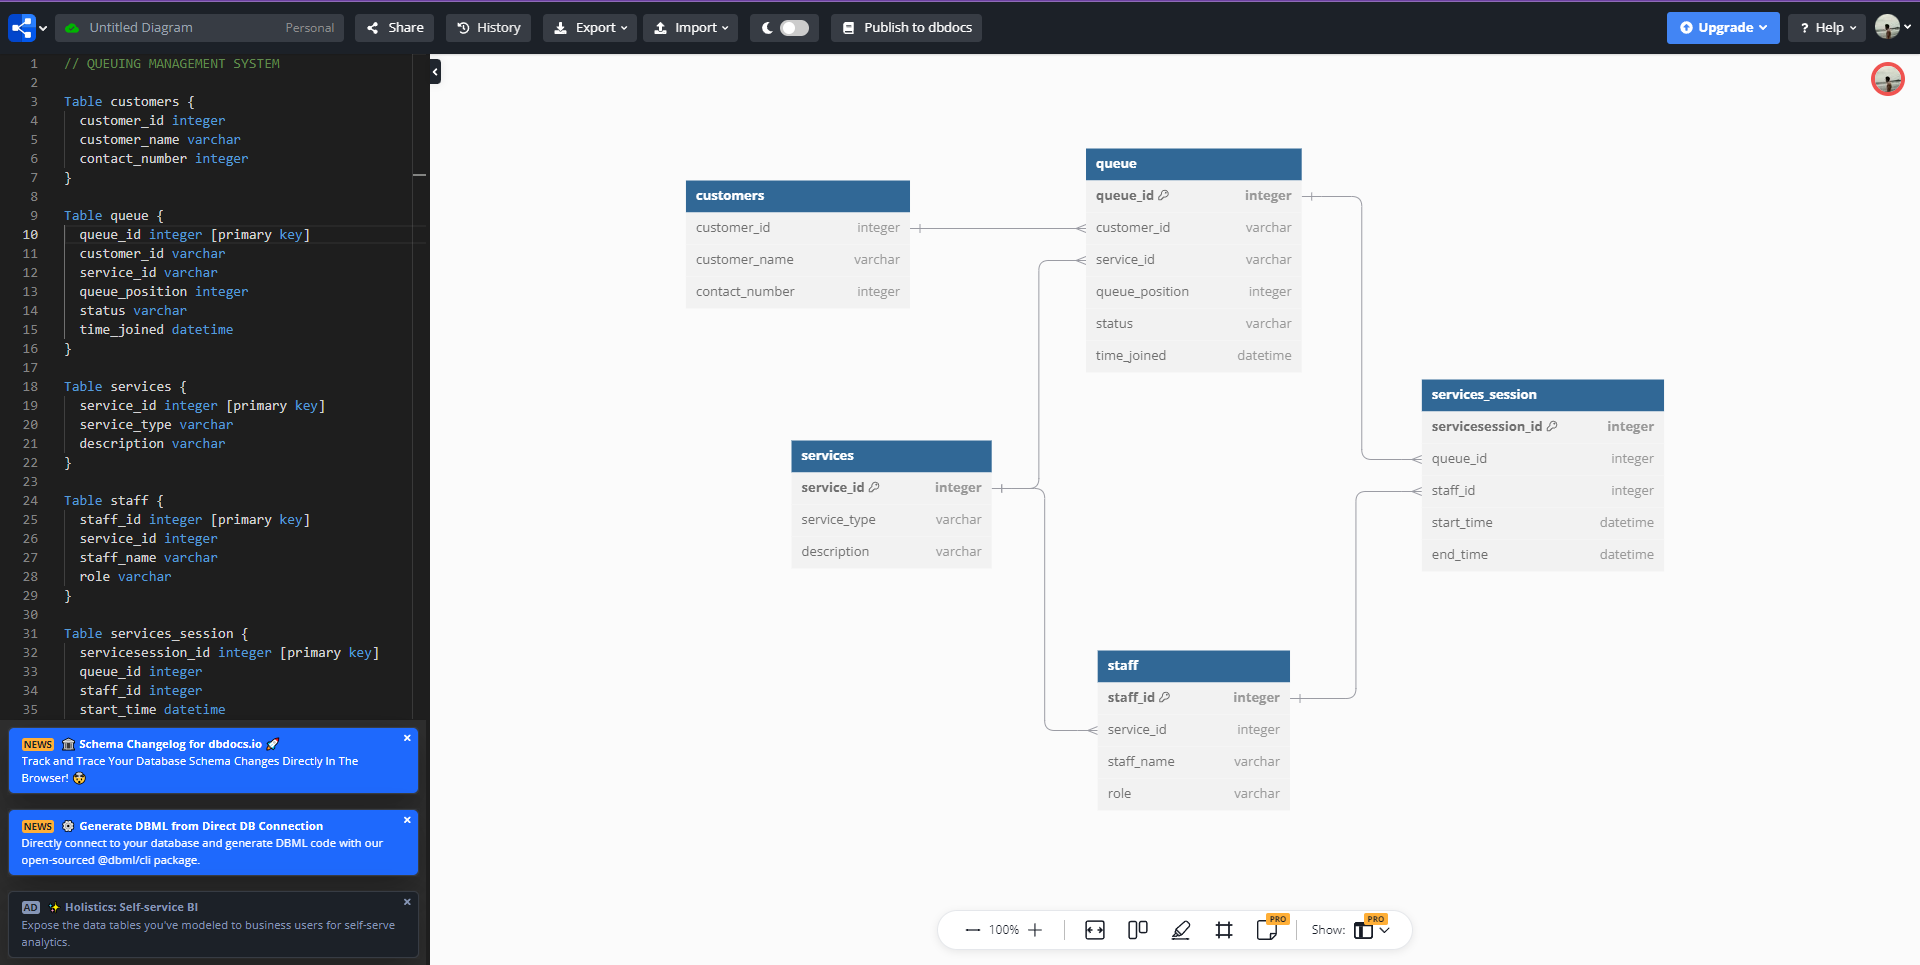 Untitled Diagram Personal Share History Export Import Publish to dbdocs Upgrade ? Help
1 // QUEUING MANAGEMENT SYSTEM
2
3 Table customers {
4 customer_id integer
5 customer_name varchar
6 contact_number integer
7 }
8
9 Table queue {
10 queue_id integer [primary key]
11 customer_id varchar
12 service_id varchar
13 queue_position integer
14 status varchar
15 time_joined datetime
16 }
17
18 Table services {
19 service_id integer [primary key]
20 service_type varchar
21 description varchar
22 }
23
24 Table staff {
25 staff_id integer [primary key]
26 service_id integer
27 staff_name varchar
28 role varchar
29 }
30
31 Table services_session {
32 servicesession_id integer [primary key]
33 queue_id integer
34 staff_id integer
35 start_time datetime
NEWS 🏛️ Schema Changelog for dbdocs.io 🚀
Track and Trace Your Database Schema Changes Directly In The
Browser! 🤯
NEWS ⚙️ Generate DBML from Direct DB Connection
Directly connect to your database and generate DBML code with our
open-sourced @dbml/cli package.
AD ✨ Holistics: Self-service BI
Expose the data tables you've modeled to business users for self-serve
analytics.
customers
customer_id integer
customer_name varchar
contact_number integer
queue
queue_id integer
customer_id varchar
service_id varchar
queue_position integer
status varchar
time_joined datetime
services
service_id integer
service_type varchar
description varchar
services_session
servicesession_id integer
queue_id integer
staff_id integer
start_time datetime
end_time datetime
staff
staff_id integer
service_id integer
staff_name varchar
role varchar
100% PRO Show: PRO